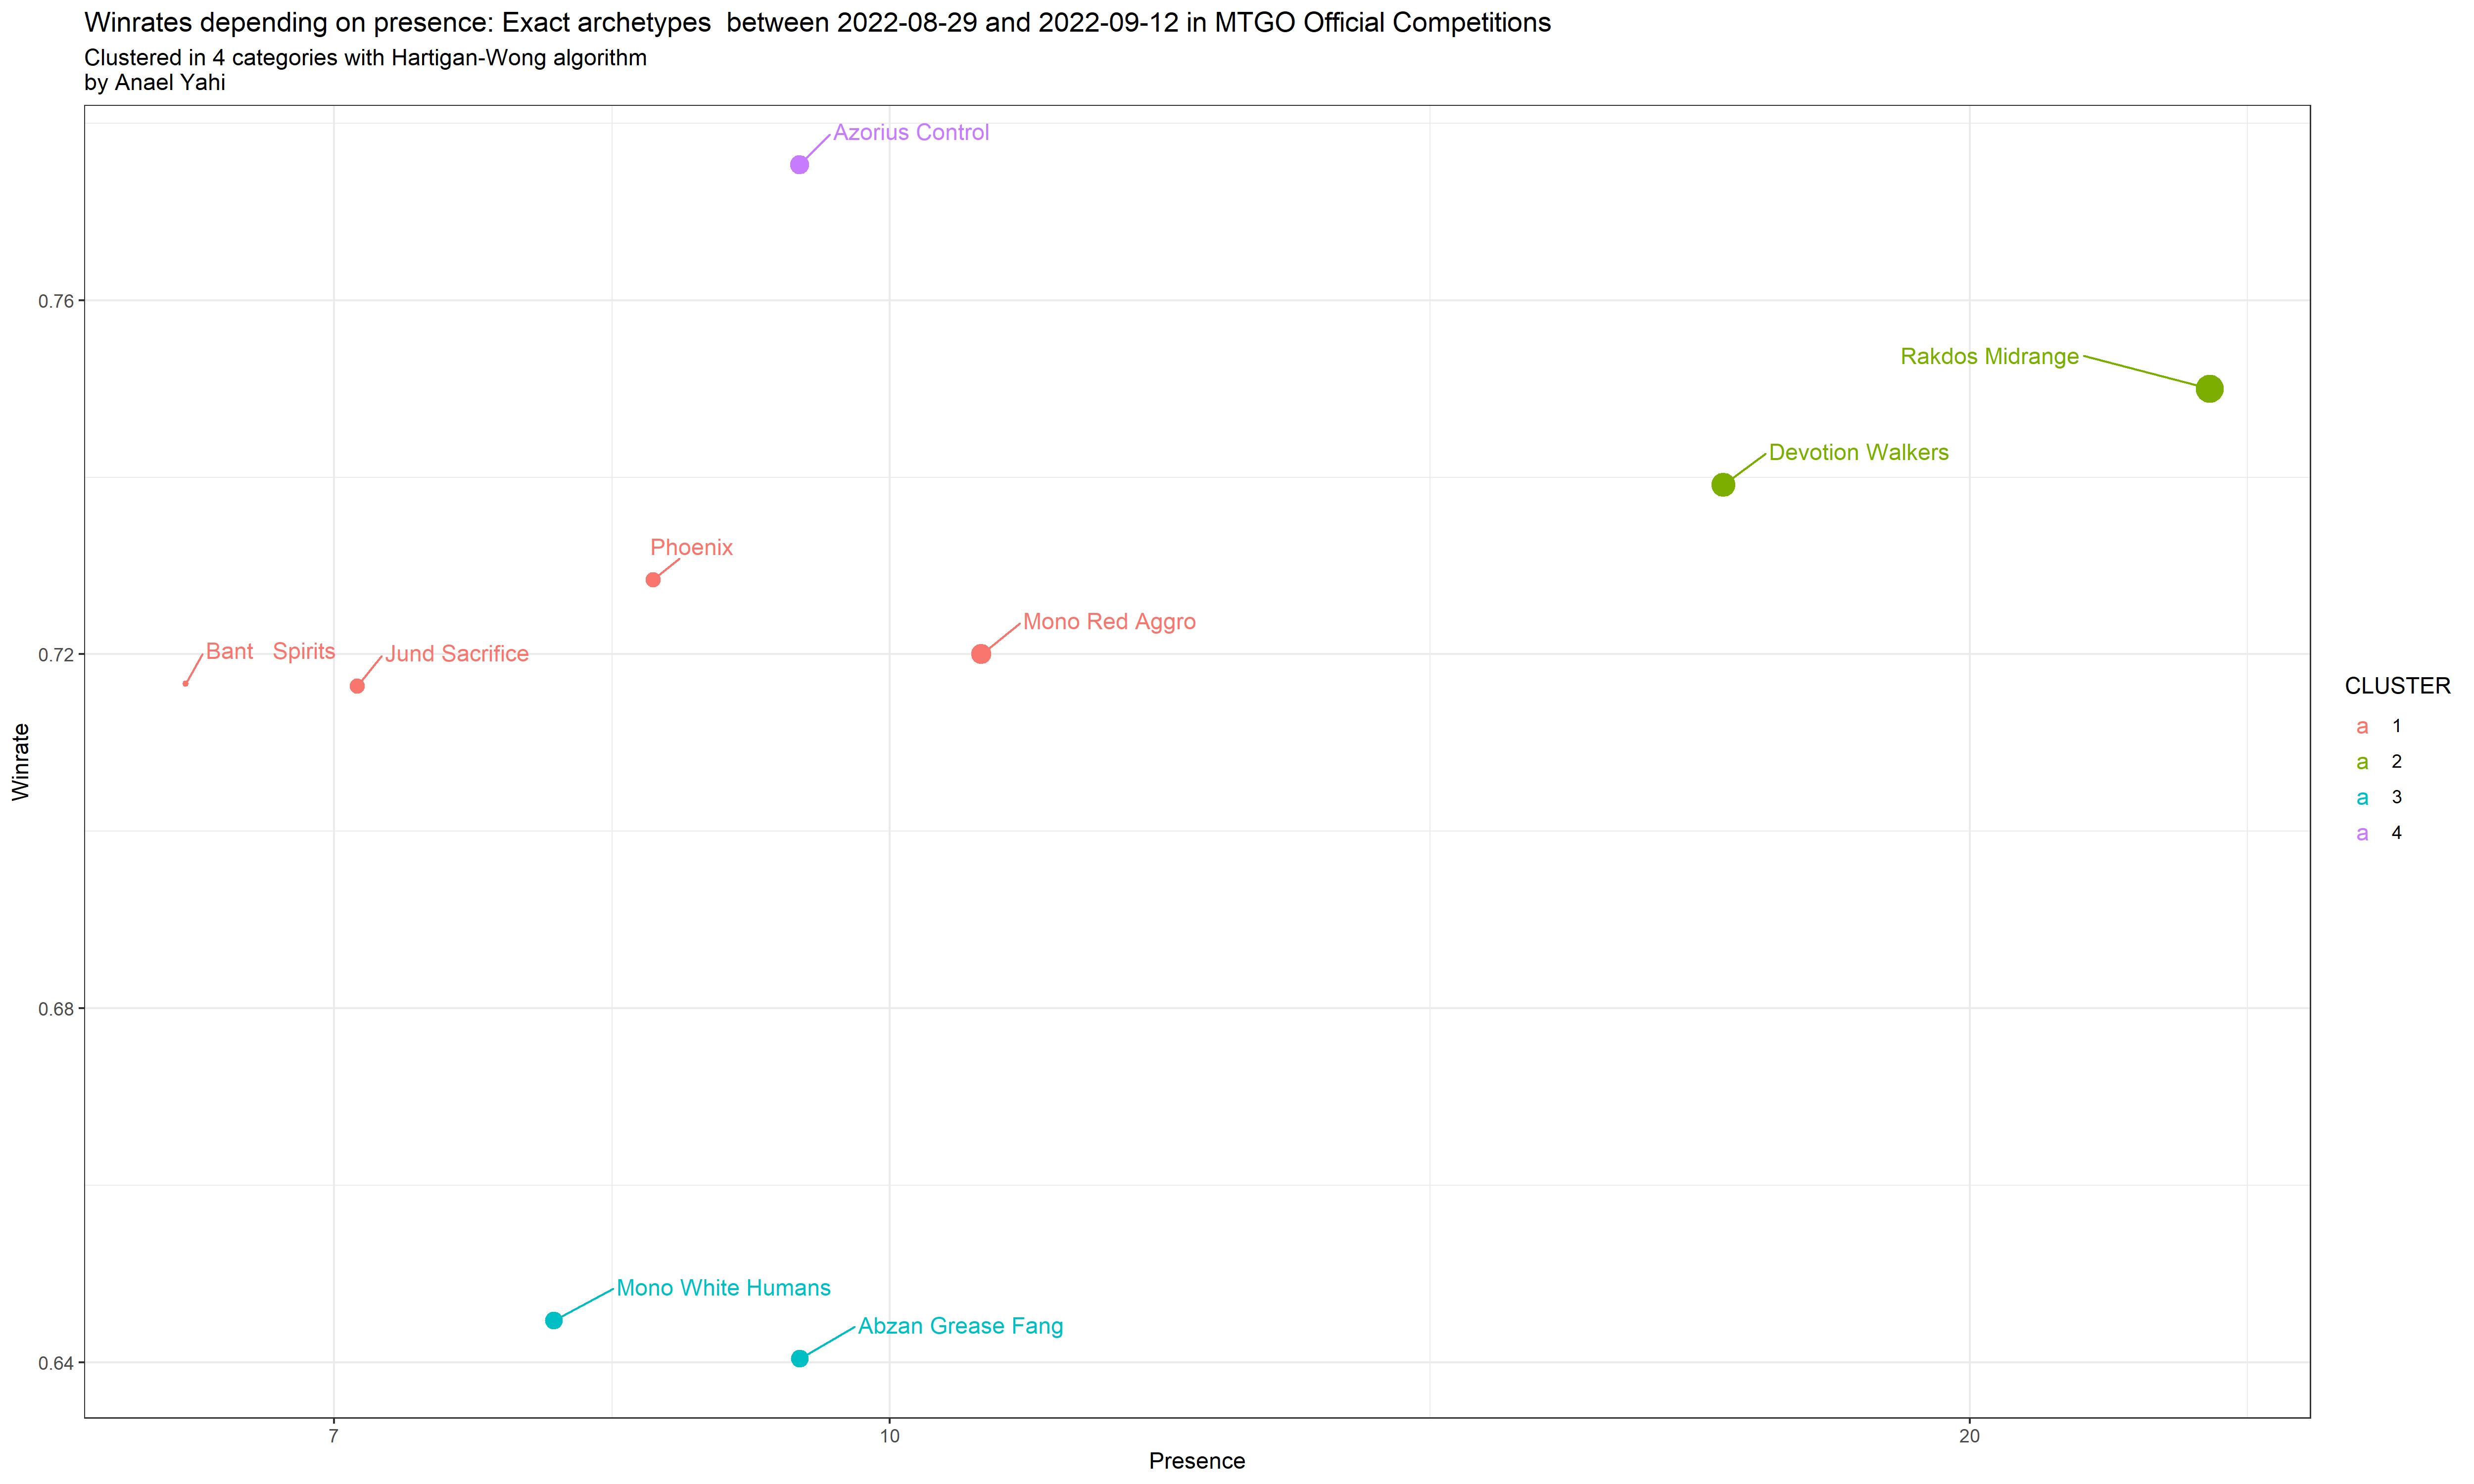 Winrates depending on presence: Exact archetypes  between 2022-08-29 and 2022-09-12 in MTGO Official Competitions
Clustered in 4 categories with Hartigan-Wong algorithm
by Anael Yahi
Azorius Control
0.76
Rakdos Midrange
Devotion Walkers
Phoenix
Mono Red Aggro
Bant   Spirits
Jund Sacrifice
0.72
CLUSTER
a 1
a 2
a 3
a 4
Winrate
0.68
Mono White Humans
Abzan Grease Fang
0.64
7 10 20
Presence